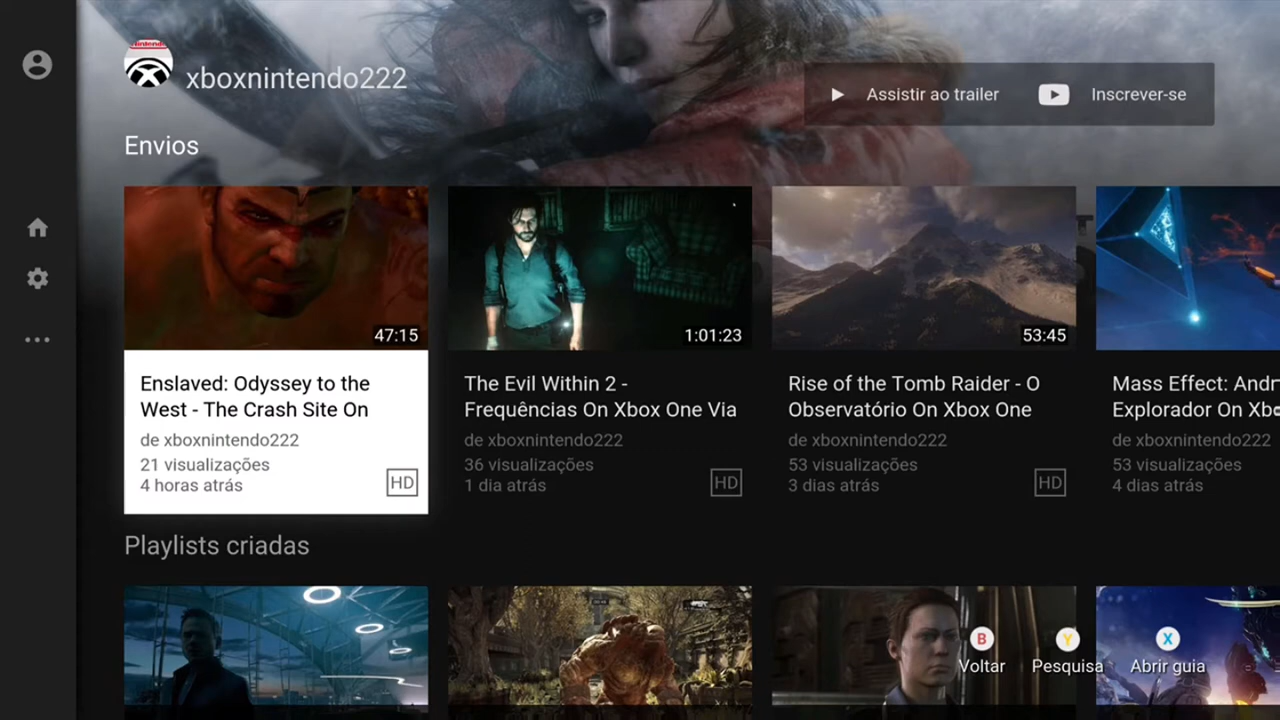 Nintendo
xboxnintendo222
Assistir ao trailer
Inscrever-se
Envios
47:15
1:01:23
53:45
Enslaved: Odyssey to the
West - The Crash Site On
de xboxnintendo222
21 visualizações
4 horas atrás
HD
The Evil Within 2 -
Frequências On Xbox One Via
de xboxnintendo222
36 visualizações
1 dia atrás
HD
Rise of the Tomb Raider - O
Observatório On Xbox One
de xboxnintendo222
53 visualizações
3 dias atrás
HD
Mass Effect: Andr
Explorador On Xbo
de xboxnintendo222
53 visualizações
4 dias atrás
Playlists criadas
B
Voltar
Y
Pesquisa
X
Abrir guia